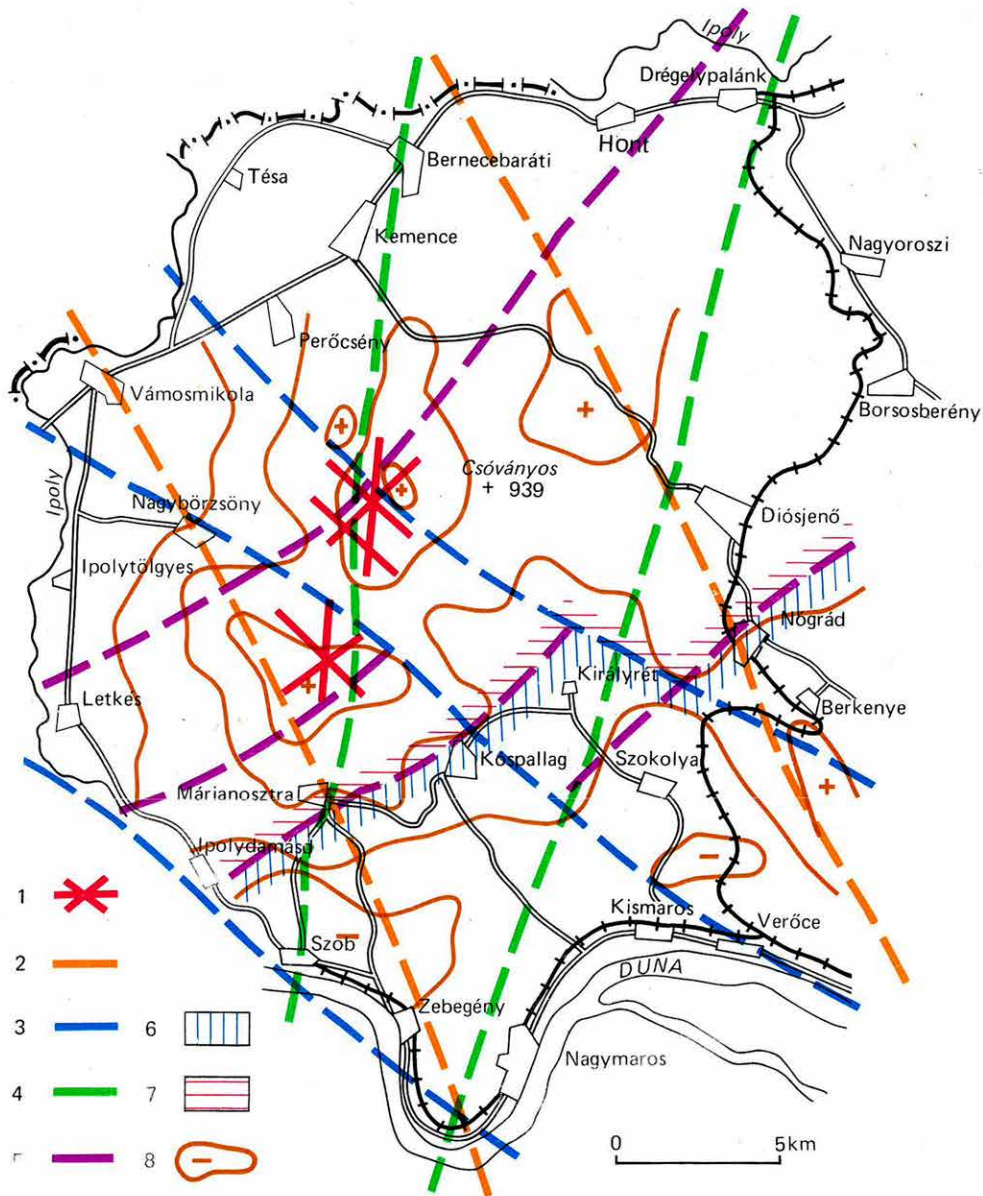 Ipoly
Drégelypalánk
Hont
Bernecebaráti
Tésa
Kemence
Nagyoroszi
Perőcsény
Vámosmikola
Borsosberény
Csóványos
+ 939
Ipoly
Nagybörzsöny
Diósjenő
Ipolytölgyes
Nógrád
Királyrét
Letkés
Berkenye
Kóspallag
Szokolya
Márianosztra
Ipolydamásd
Kismaros
Verőce
Szob
DUNA
Zebegény
Nagymaros
1
2
3
6
4
7
8
0 5km